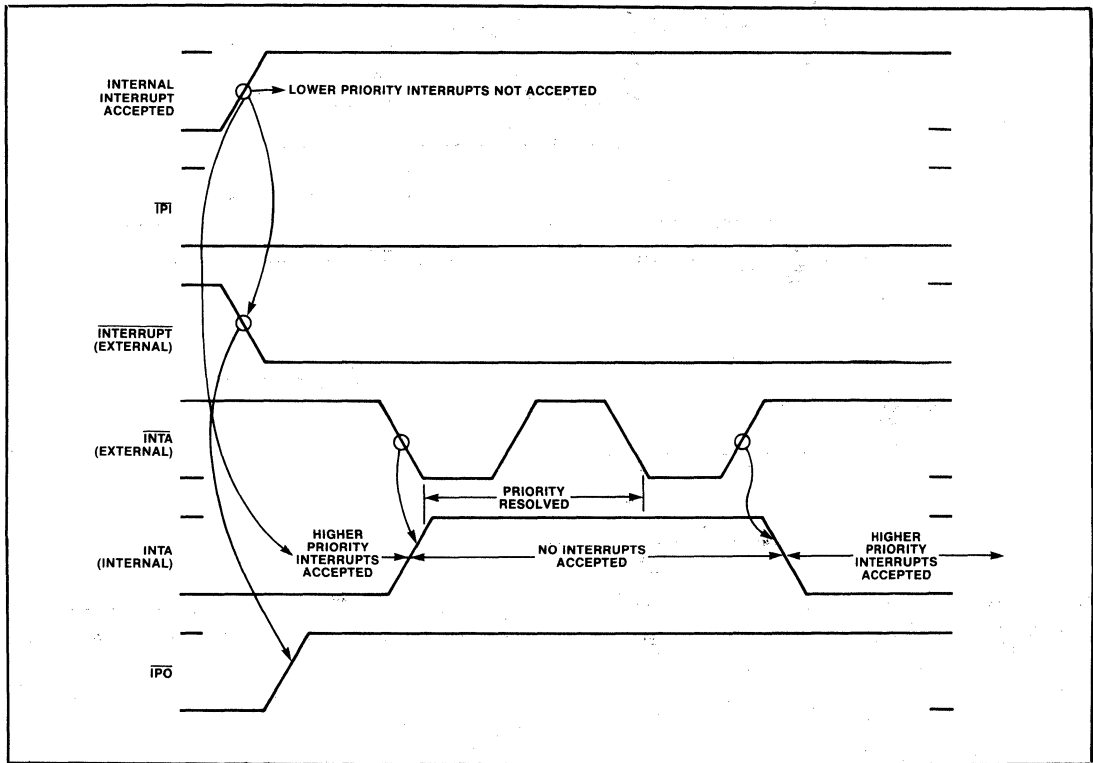 INTERNAL
INTERRUPT
ACCEPTED
LOWER PRIORITY INTERRUPTS NOT ACCEPTED
IPI
INTERRUPT
(EXTERNAL)
INTA
(EXTERNAL)
PRIORITY
RESOLVED
INTA
(INTERNAL)
HIGHER
PRIORITY
INTERRUPTS
ACCEPTED
NO INTERRUPTS
ACCEPTED
HIGHER
PRIORITY
INTERRUPTS
ACCEPTED
IPO